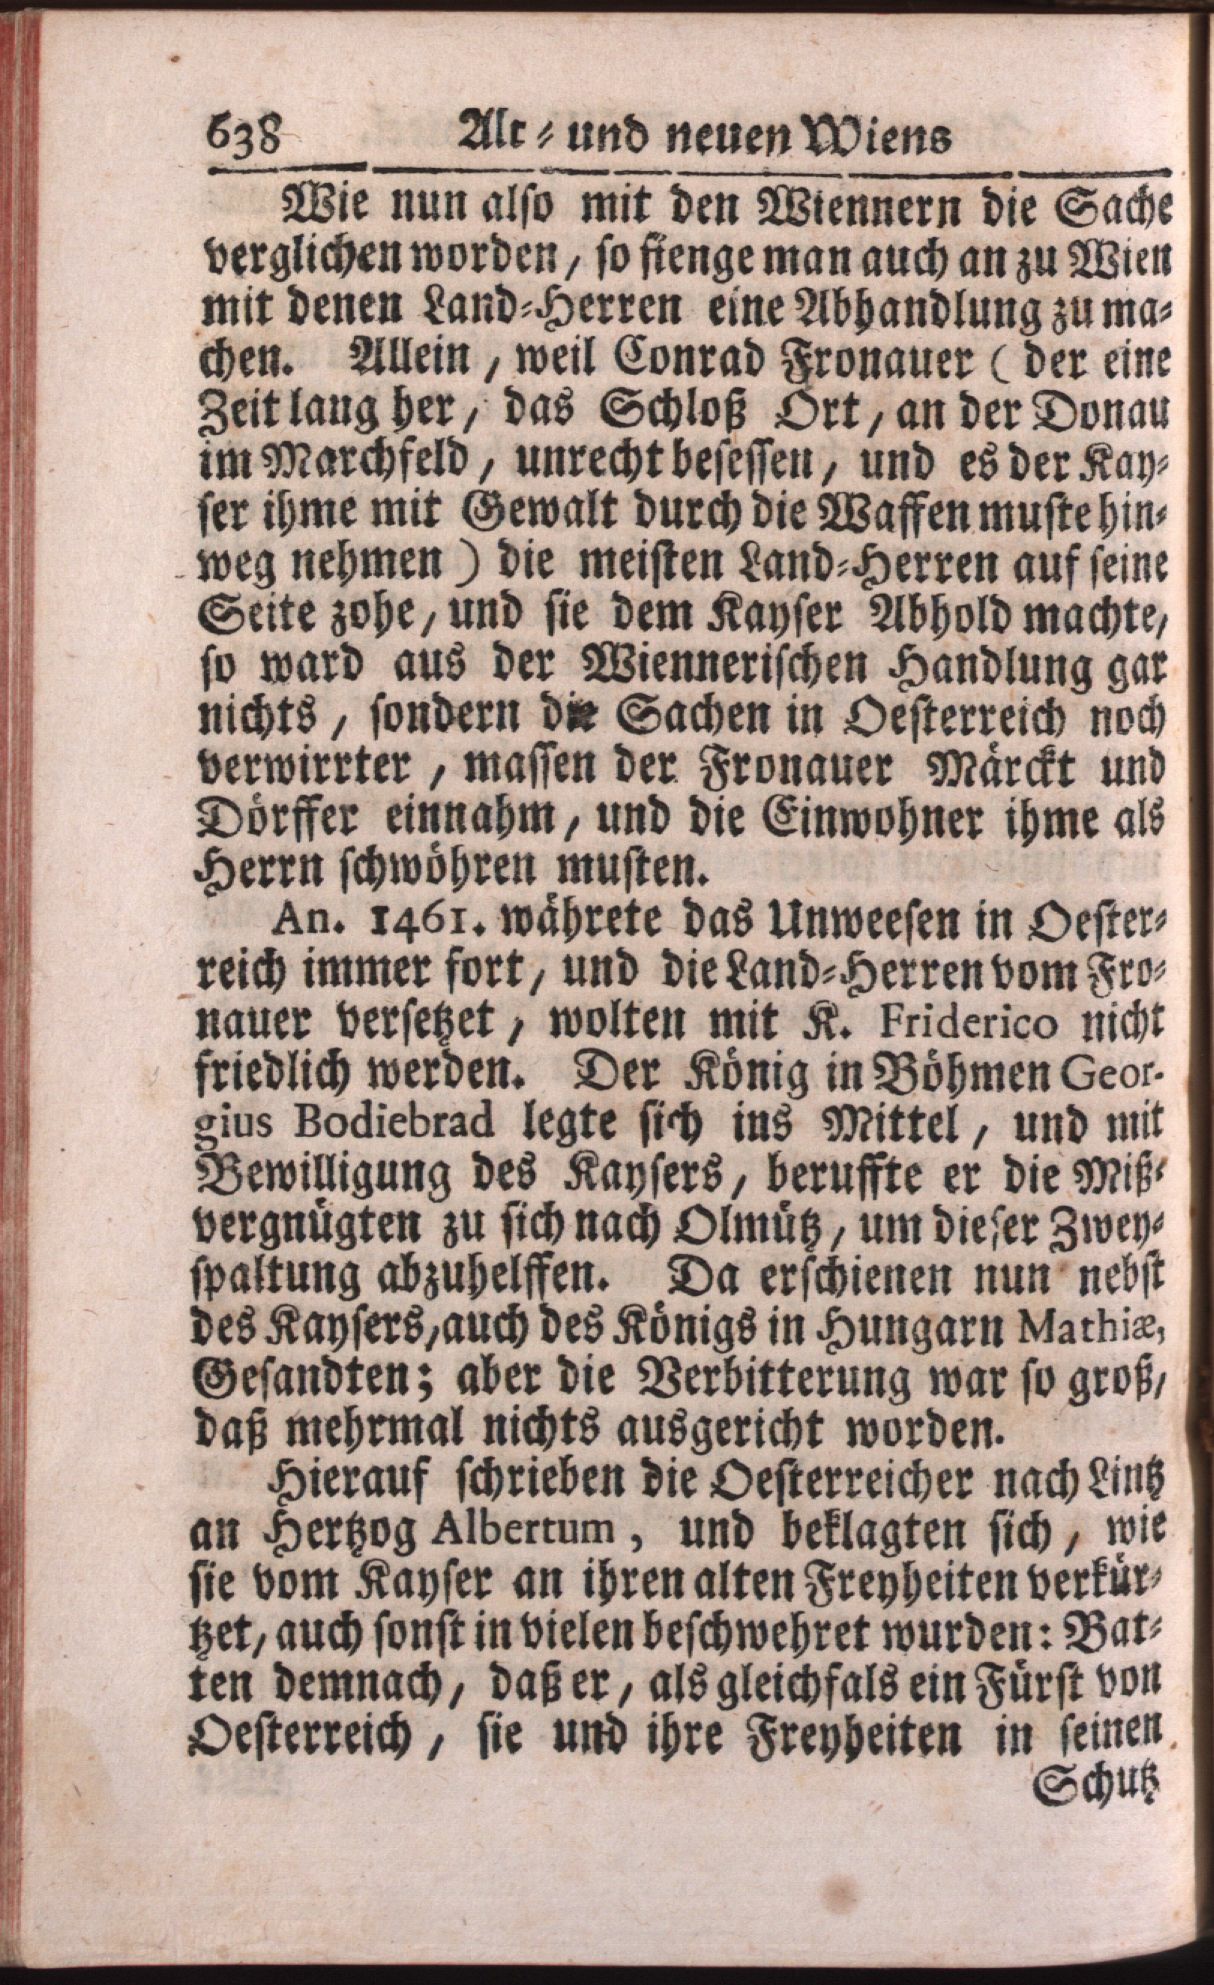 638 Alt- und neuen Wiens
Wie nun also mit den Wiennern die Sache
verglichen worden, so fienge man auch an zu Wien
mit denen Land-Herren eine Abhandlung zu ma-
chen. Allein, weil Conrad Fronauer (der eine
Zeit lang her, das Schloß Ort, an der Donau
im Marchfeld, unrecht besessen, und es der Kay-
ser ihme mit Gewalt durch die Waffen muste hin-
weg nehmen) die meisten Land-Herren auf seine
Seite zohe, und sie dem Kayser Abhold machte,
so ward aus der Wiennerischen Handlung gar
nichts, sondern die Sachen in Oesterreich noch
verwirrter, massen der Fronauer Märckt und
Dörffer einnahm, und die Einwohner ihme als
Herrn schwöhren musten.
An. 1461. währete das Unweesen in Oester-
reich immer fort, und die Land-Herren vom Fro-
nauer versetzet, wolten mit K. Friderico nicht
friedlich werden. Der König in Böhmen Geor-
gius Bodiebrad legte sich ins Mittel, und mit
Bewilligung des Kaysers, beruffte er die Miß-
vergnügten zu sich nach Olmütz, um dieser Zwey-
spaltung abzuhelffen. Da erschienen nun nebst
des Kaysers, auch des Königs in Hungarn Mathiæ,
Gesandten; aber die Verbitterung war so groß,
daß mehrmal nichts ausgericht worden.
Hierauf schrieben die Oesterreicher nach Lintz
an Hertzog Albertum, und beklagten sich, wie
sie vom Kayser an ihren alten Freyheiten verkür-
tzet, auch sonst in vielen beschwehret wurden: Bat-
ten demnach, daß er, als gleichfals ein Fürst von
Oesterreich, sie und ihre Freyheiten in seinen
Schutz